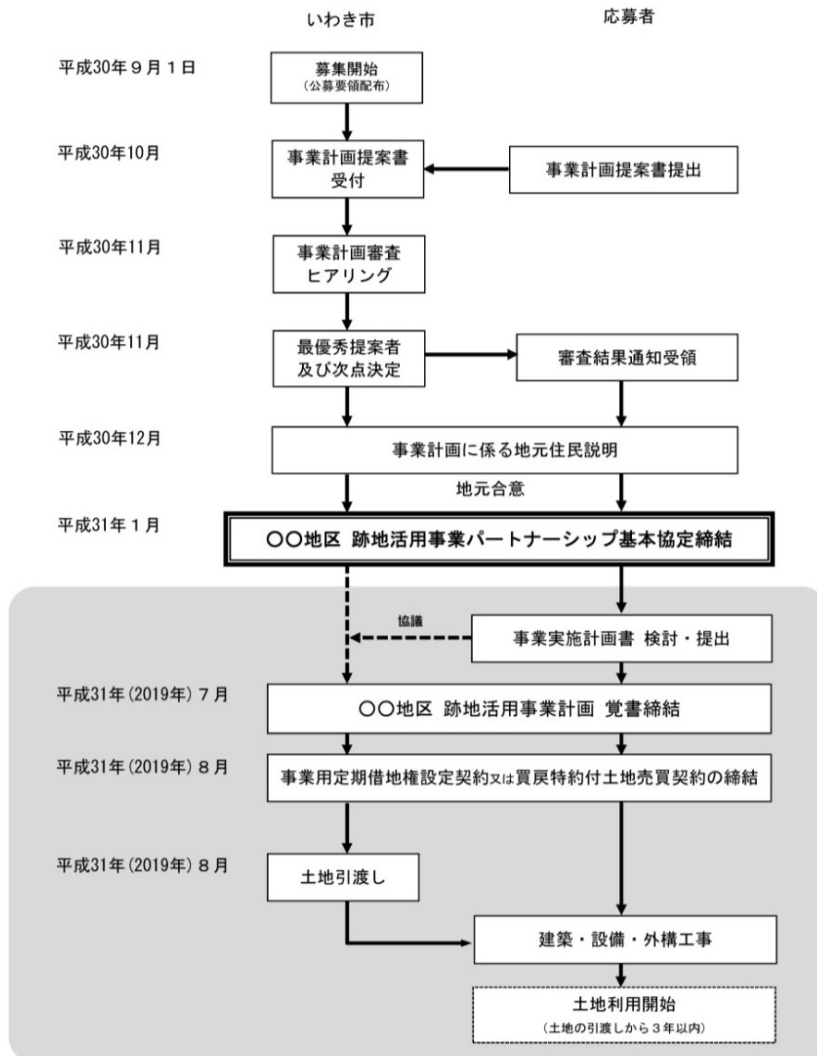 いわき市
応募者
平成30年９月１日
募集開始
(公募要領配布)
平成30年10月
事業計画提案書
受付
事業計画提案書提出
平成30年11月
事業計画審査
ヒアリング
平成30年11月
最優秀提案者
及び次点決定
審査結果通知受領
平成30年12月
事業計画に係る地元住民説明
地元合意
平成31年１月
〇〇地区 跡地活用事業パートナーシップ基本協定締結
協議
事業実施計画書 検討・提出
平成31年(2019年)７月
〇〇地区 跡地活用事業計画 覚書締結
平成31年(2019年)８月
事業用定期借地権設定契約又は買戻特約付土地売買契約の締結
平成31年(2019年)８月
土地引渡し
建築・設備・外構工事
土地利用開始
(土地の引渡しから３年以内)